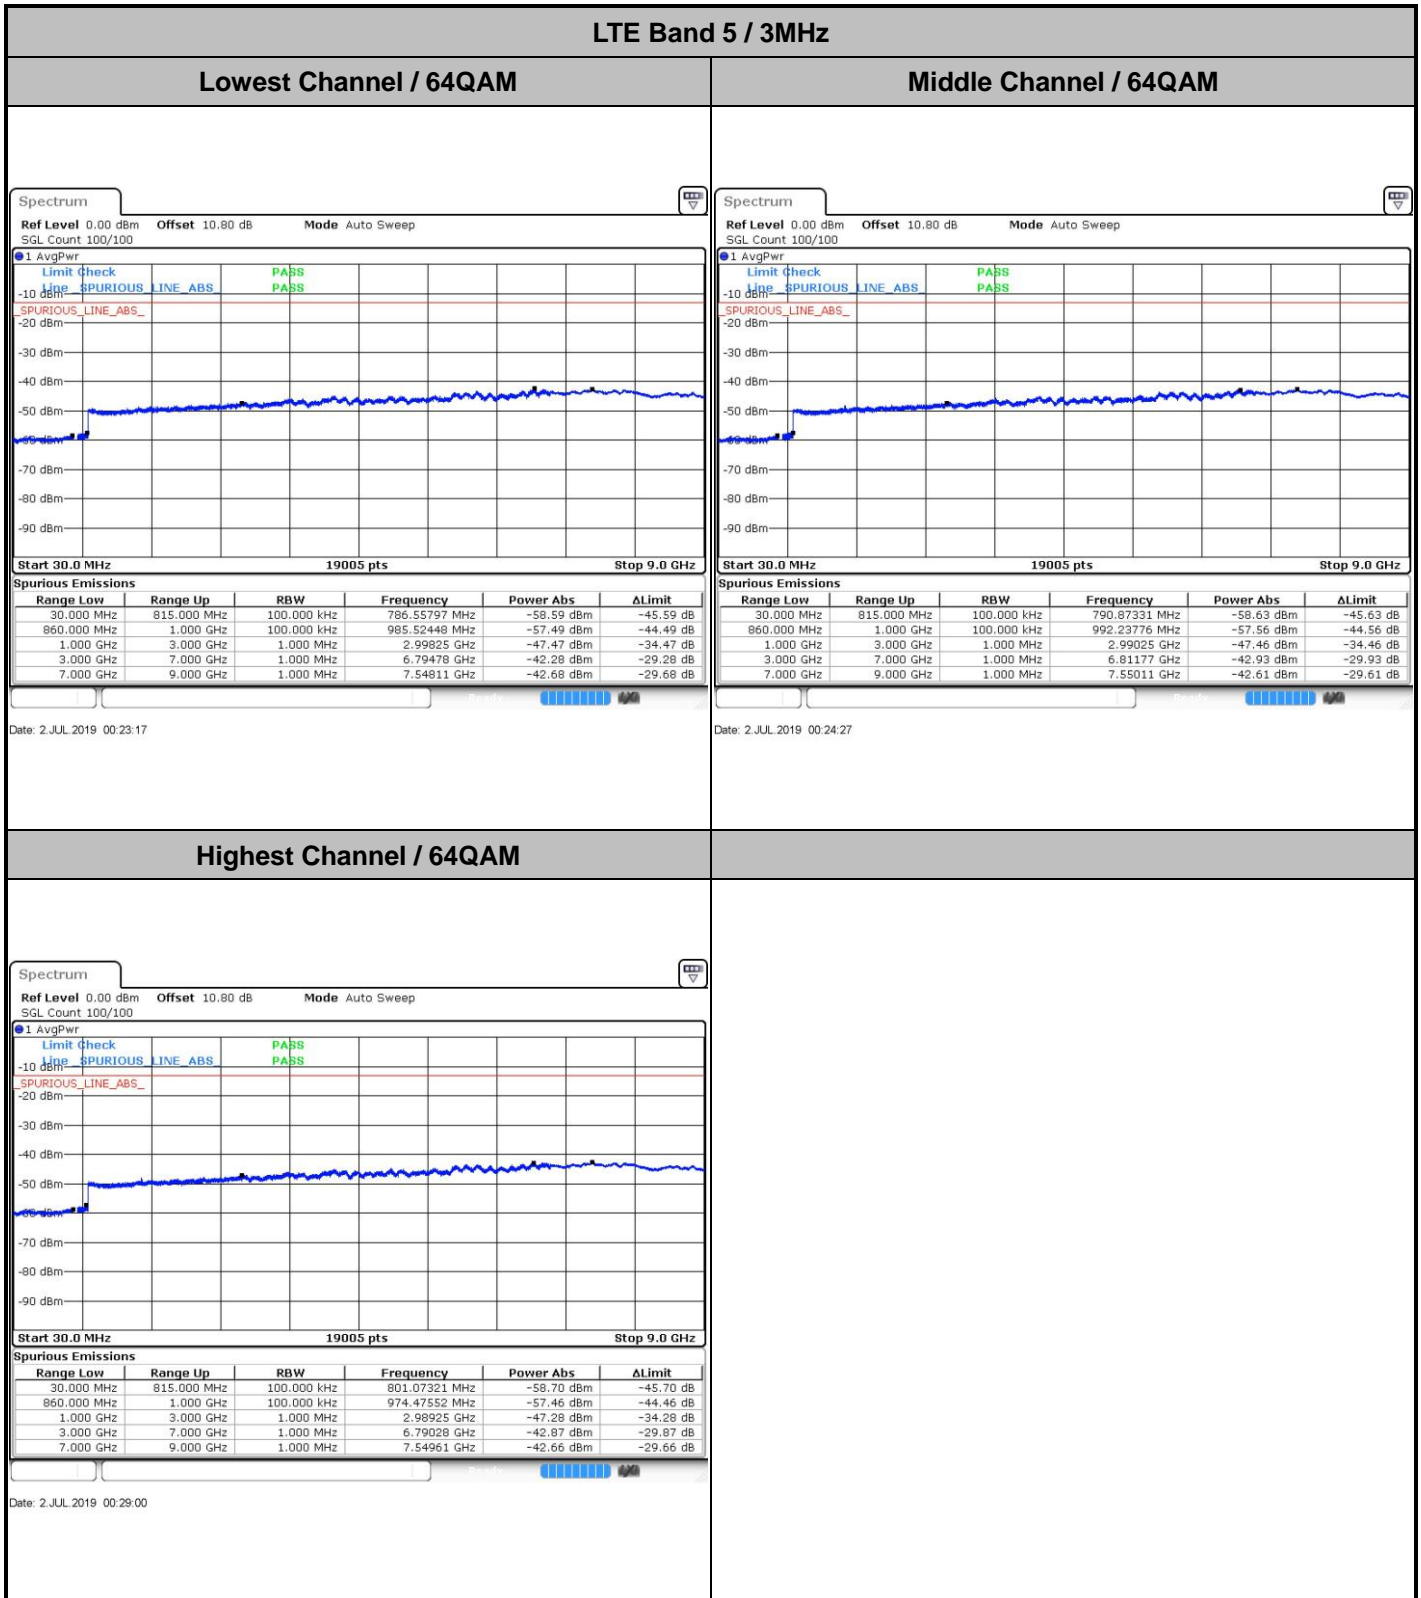 LTE Band 5 / 3MHz
Lowest Channel / 64QAM
Middle Channel / 64QAM
Spectrum
Ref Level 0.00 dBm Offset 10.80 dB Mode Auto Sweep
SGL Count 100/100
1 AvgPwr
Limit Check PASS
Line _SPURIOUS_LINE_ABS_ PASS
-10 dBm
_SPURIOUS_LINE_ABS_
-20 dBm
-30 dBm
-40 dBm
-50 dBm
-60 dBm
-70 dBm
-80 dBm
-90 dBm
Start 30.0 MHz 19005 pts Stop 9.0 GHz
Spurious Emissions
Range Low Range Up RBW Frequency Power Abs ΔLimit
30.000 MHz 815.000 MHz 100.000 kHz 786.55797 MHz -58.59 dBm -45.59 dB
860.000 MHz 1.000 GHz 100.000 kHz 985.52448 MHz -57.49 dBm -44.49 dB
1.000 GHz 3.000 GHz 1.000 MHz 2.99825 GHz -47.47 dBm -34.47 dB
3.000 GHz 7.000 GHz 1.000 MHz 6.79478 GHz -42.28 dBm -29.28 dB
7.000 GHz 9.000 GHz 1.000 MHz 7.54811 GHz -42.68 dBm -29.68 dB
Date: 2.JUL.2019 00:23:17
Spectrum
Ref Level 0.00 dBm Offset 10.80 dB Mode Auto Sweep
SGL Count 100/100
1 AvgPwr
Limit Check PASS
Line _SPURIOUS_LINE_ABS_ PASS
-10 dBm
_SPURIOUS_LINE_ABS_
-20 dBm
-30 dBm
-40 dBm
-50 dBm
-60 dBm
-70 dBm
-80 dBm
-90 dBm
Start 30.0 MHz 19005 pts Stop 9.0 GHz
Spurious Emissions
Range Low Range Up RBW Frequency Power Abs ΔLimit
30.000 MHz 815.000 MHz 100.000 kHz 790.87331 MHz -58.63 dBm -45.63 dB
860.000 MHz 1.000 GHz 100.000 kHz 992.23776 MHz -57.56 dBm -44.56 dB
1.000 GHz 3.000 GHz 1.000 MHz 2.99025 GHz -47.46 dBm -34.46 dB
3.000 GHz 7.000 GHz 1.000 MHz 6.81177 GHz -42.93 dBm -29.93 dB
7.000 GHz 9.000 GHz 1.000 MHz 7.55011 GHz -42.61 dBm -29.61 dB
Date: 2.JUL.2019 00:24:27
Highest Channel / 64QAM
Spectrum
Ref Level 0.00 dBm Offset 10.80 dB Mode Auto Sweep
SGL Count 100/100
1 AvgPwr
Limit Check PASS
Line _SPURIOUS_LINE_ABS_ PASS
-10 dBm
_SPURIOUS_LINE_ABS_
-20 dBm
-30 dBm
-40 dBm
-50 dBm
-60 dBm
-70 dBm
-80 dBm
-90 dBm
Start 30.0 MHz 19005 pts Stop 9.0 GHz
Spurious Emissions
Range Low Range Up RBW Frequency Power Abs ΔLimit
30.000 MHz 815.000 MHz 100.000 kHz 801.07321 MHz -58.70 dBm -45.70 dB
860.000 MHz 1.000 GHz 100.000 kHz 974.47552 MHz -57.46 dBm -44.46 dB
1.000 GHz 3.000 GHz 1.000 MHz 2.98925 GHz -47.28 dBm -34.28 dB
3.000 GHz 7.000 GHz 1.000 MHz 6.79028 GHz -42.87 dBm -29.87 dB
7.000 GHz 9.000 GHz 1.000 MHz 7.54961 GHz -42.66 dBm -29.66 dB
Date: 2.JUL.2019 00:29:00